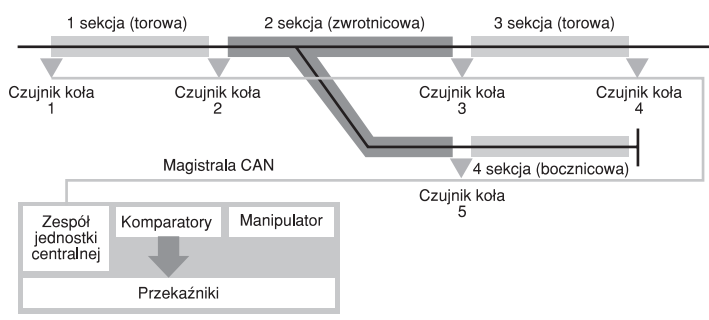 1 sekcja (torowa)
2 sekcja (zwrotnicowa)
3 sekcja (torowa)
Czujnik koła
1
Czujnik koła
2
Czujnik koła
3
Czujnik koła
4
Magistrala CAN
4 sekcja (bocznicowa)
Czujnik koła
5
Zespół
jednostki
centralnej
Komparatory
Manipulator
Przekaźniki